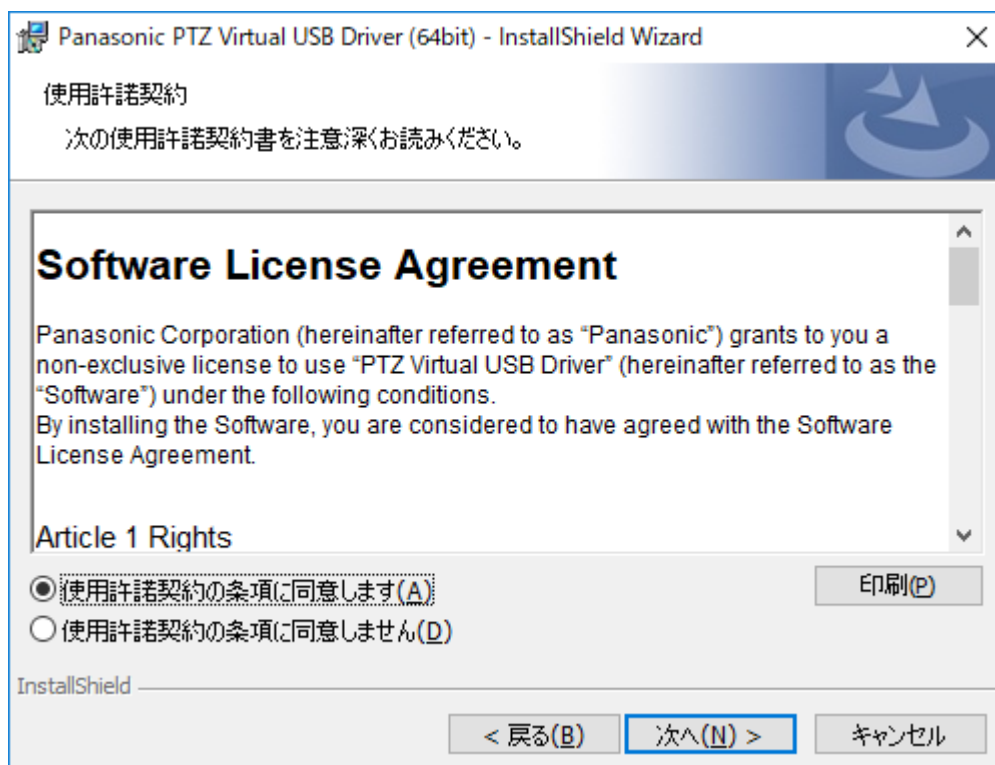 Panasonic PTZ Virtual USB Driver (64bit) - InstallShield Wizard
使用許諾契約
次の使用許諾契約書を注意深くお読みください。
Software License Agreement
Panasonic Corporation (hereinafter referred to as “Panasonic”) grants to you a
non-exclusive license to use “PTZ Virtual USB Driver” (hereinafter referred to as the
“Software”) under the following conditions.
By installing the Software, you are considered to have agreed with the Software
License Agreement.
Article 1 Rights
使用許諾契約の条項に同意します(A)
印刷(P)
使用許諾契約の条項に同意しません(D)
InstallShield
< 戻る(B)
次へ(N) >
キャンセル